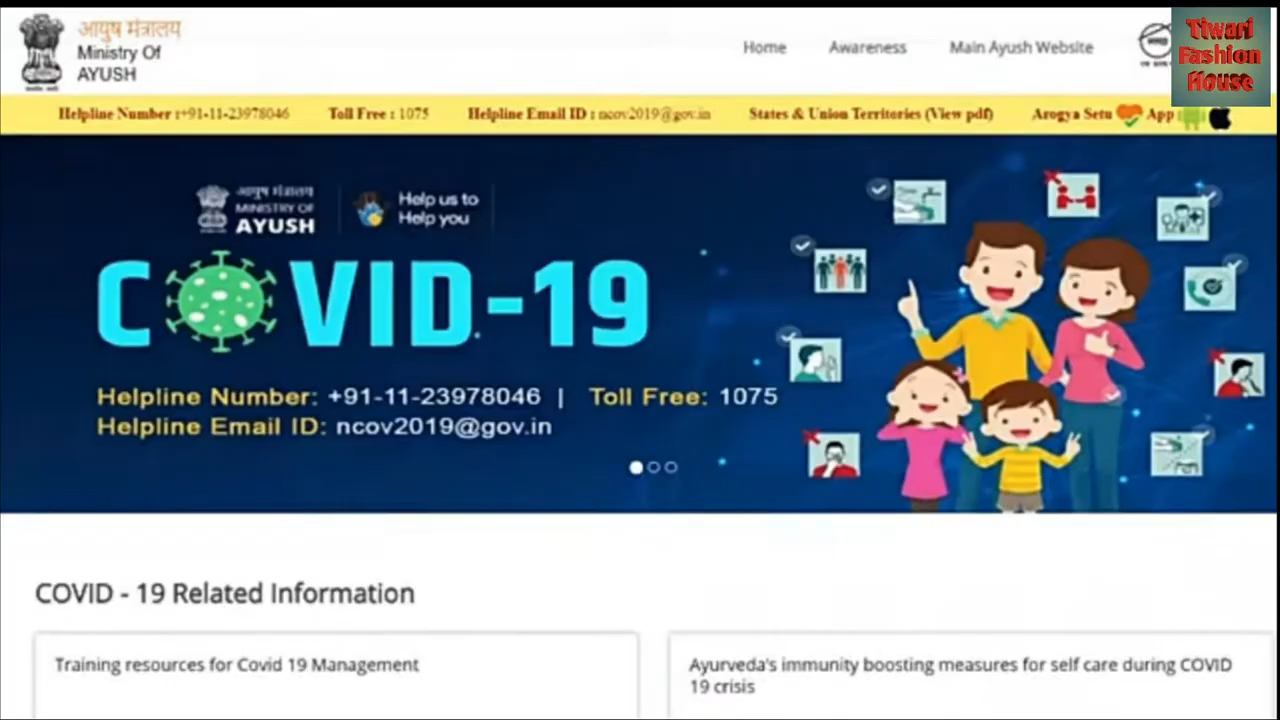 आयुष मंत्रालय
Ministry Of
AYUSH
Home Awareness Main Ayush Website
Tiwari
Fashion
House
Helpline Number :+91-11-23978046 Toll Free : 1075 Helpline Email ID : ncov2019@gov.in States & Union Territories (View pdf) Arogya Setu App
आयुष मंत्रालय
MINISTRY OF
AYUSH
Help us to
Help you
COVID-19
Helpline Number: +91-11-23978046 | Toll Free: 1075
Helpline Email ID: ncov2019@gov.in
COVID - 19 Related Information
Training resources for Covid 19 Management
Ayurveda's immunity boosting measures for self care during COVID
19 crisis